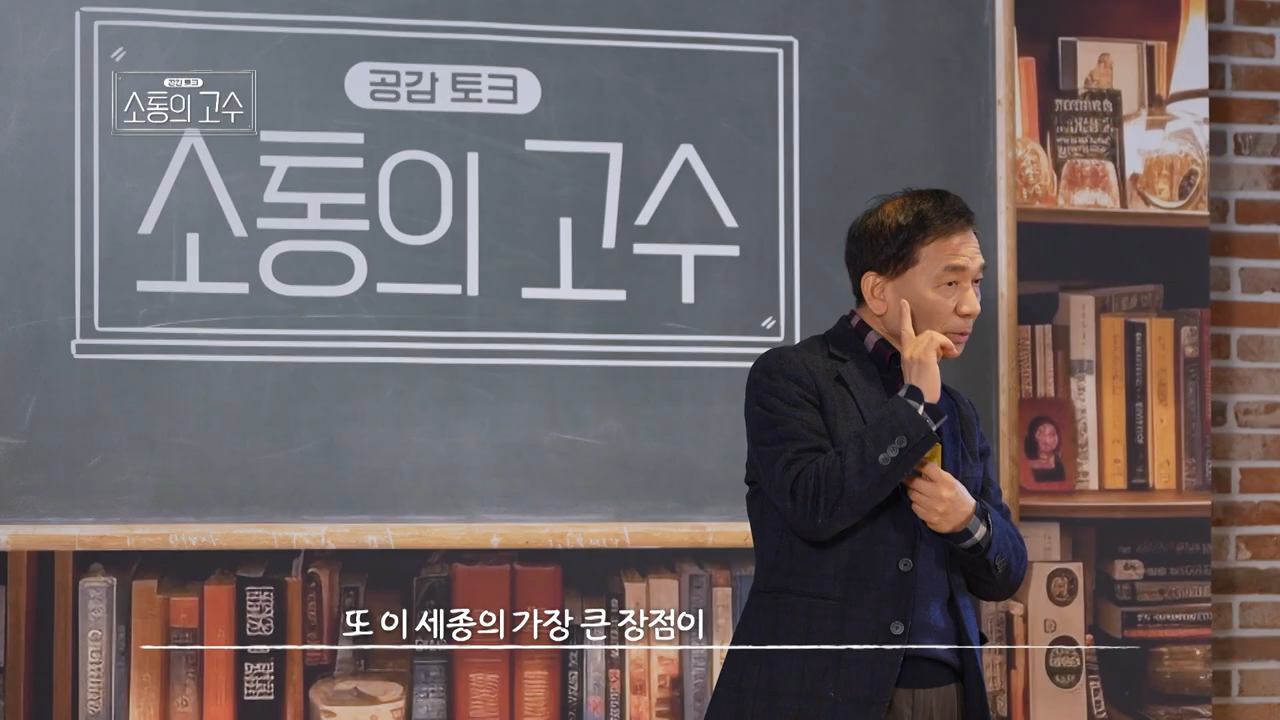 공감 토크
소통의 고수
공감 토크
소통의 고수
또 이 세종의 가장 큰 장점이